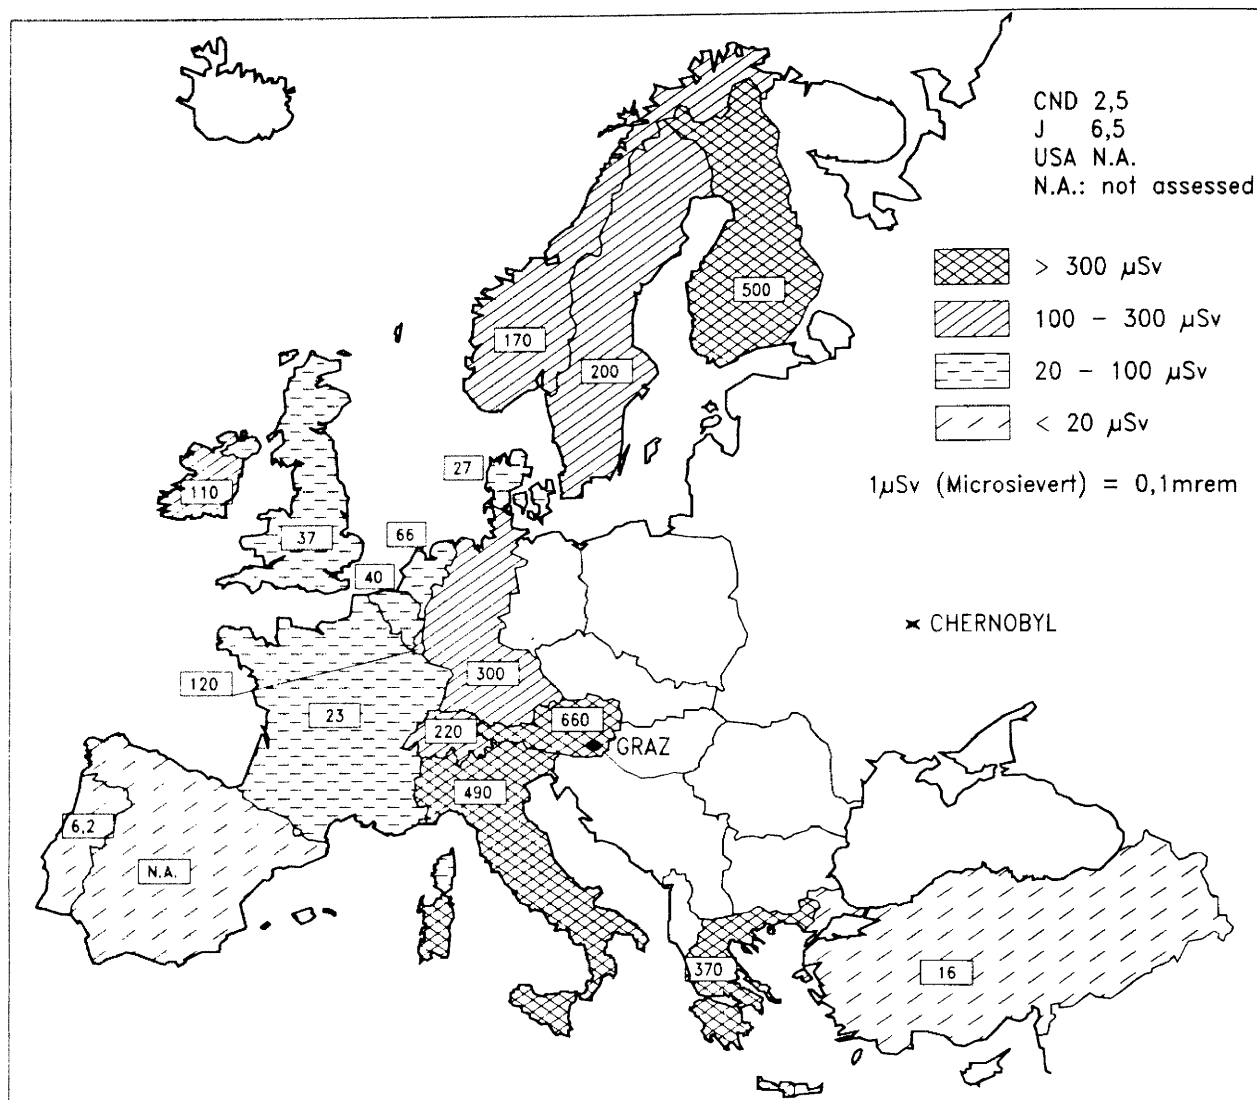 CND 2,5
J 6,5
USA N.A.
N.A.: not assessed
> 300 µSv
100 – 300 µSv
20 – 100 µSv
< 20 µSv
1µSv (Microsievert) = 0,1mrem
500
170
200
27
110
37
66
40
CHERNOBYL
120
300
23
660
220
GRAZ
490
6,2
N.A.
370
16